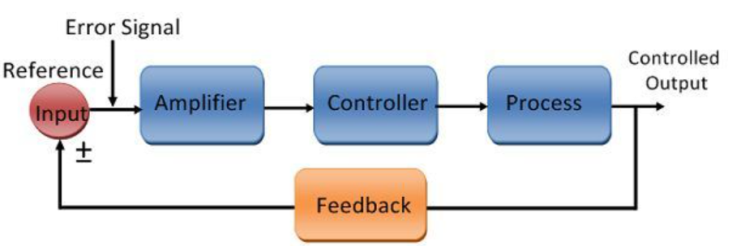 Error Signal
Reference
Input
±
Amplifier
Controller
Process
Controlled
Output
Feedback